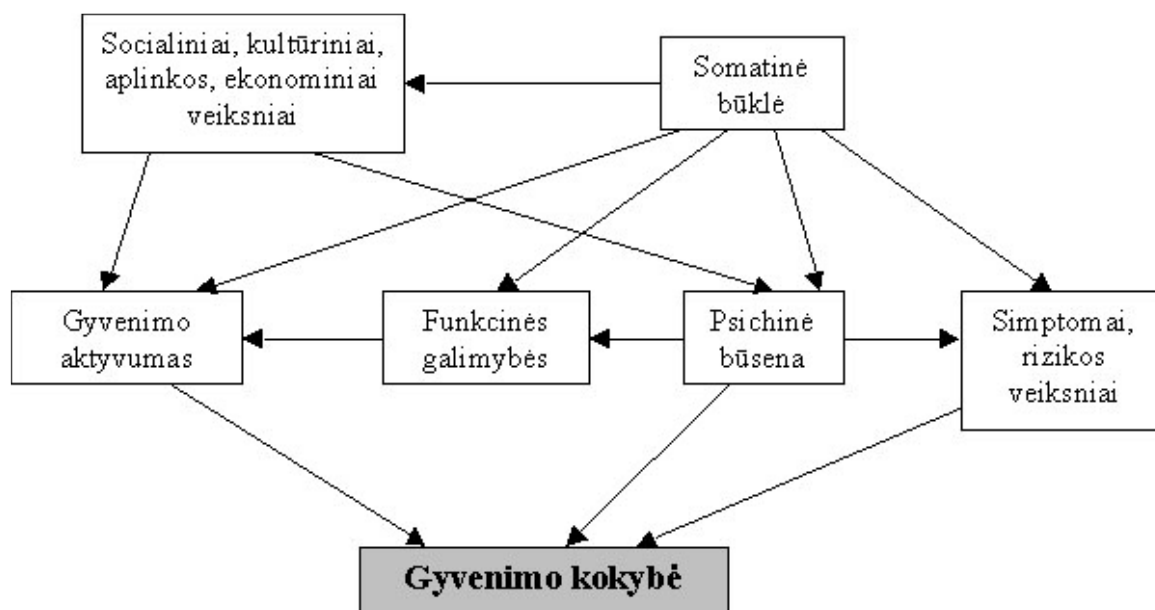 Socialiniai, kultūriniai,
aplinkos, ekonominiai
veiksniai
Somatinė
būklė
Gyvenimo
aktyvumas
Funkcinės
galimybės
Psichinė
būsena
Simptomai,
rizikos
veiksniai
Gyvenimo kokybė